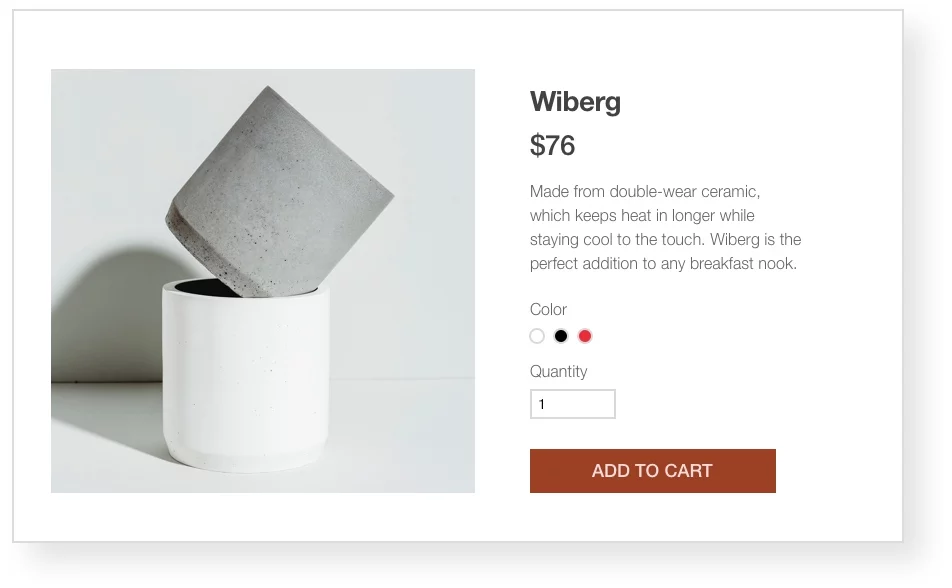 Wiberg
$76
Made from double-wear ceramic,
which keeps heat in longer while
staying cool to the touch. Wiberg is the
perfect addition to any breakfast nook.
Color
Quantity
1
ADD TO CART